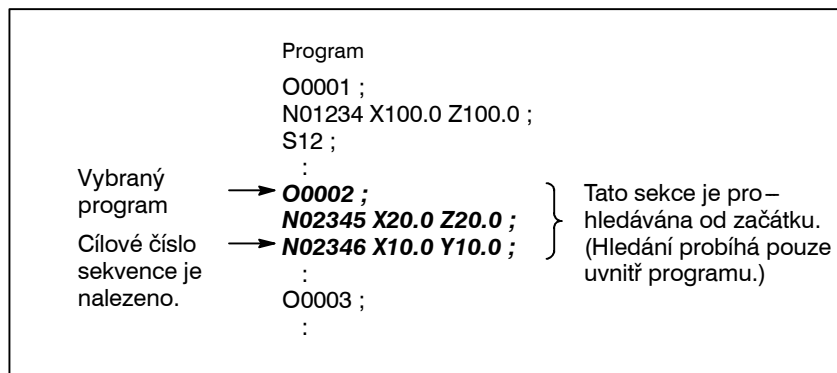 Program
O0001 ;
N01234 X100.0 Z100.0 ;
S12 ;
:
Vybraný
program
O0002 ;
N02345 X20.0 Z20.0 ;
Cílové číslo
sekvence je
nalezeno.
N02346 X10.0 Y10.0 ;
:
O0003 ;
:
Tato sekce je pro–
hledávána od začátku.
(Hledání probíhá pouze
uvnitř programu.)